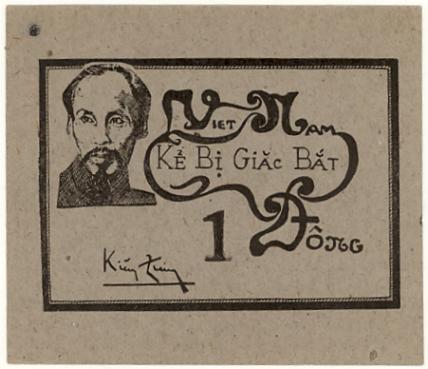 Việt Nam
Kẻ Bị Giặc Bắt
1 Đồng